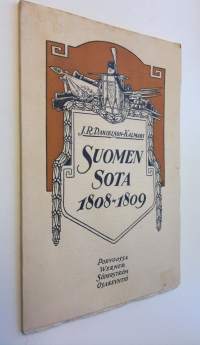 J.R.DANIELSON-KALMARI
SUOMEN
SOTA
1808-1809
PORVOOSSA
WERNER
SÖDERSTRÖM
OSAKEYHTIÖ